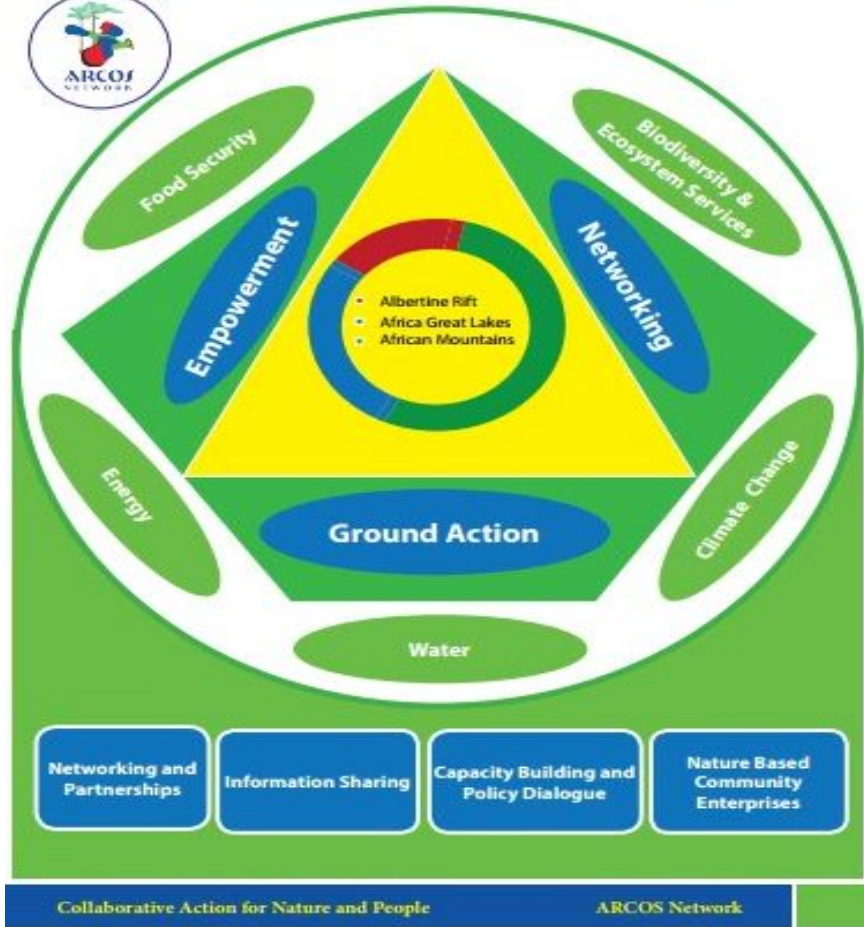 ARCOS
NETWORK
Food Security
Biodiversity &
Ecosystem Services
Empowerment
Networking
Albertine Rift
Africa Great Lakes
African Mountains
Energy
Climate Change
Ground Action
Water
Networking and
Partnerships
Information Sharing
Capacity Building and
Policy Dialogue
Nature Based
Community
Enterprises
Collaborative Action for Nature and People
ARCOS Network